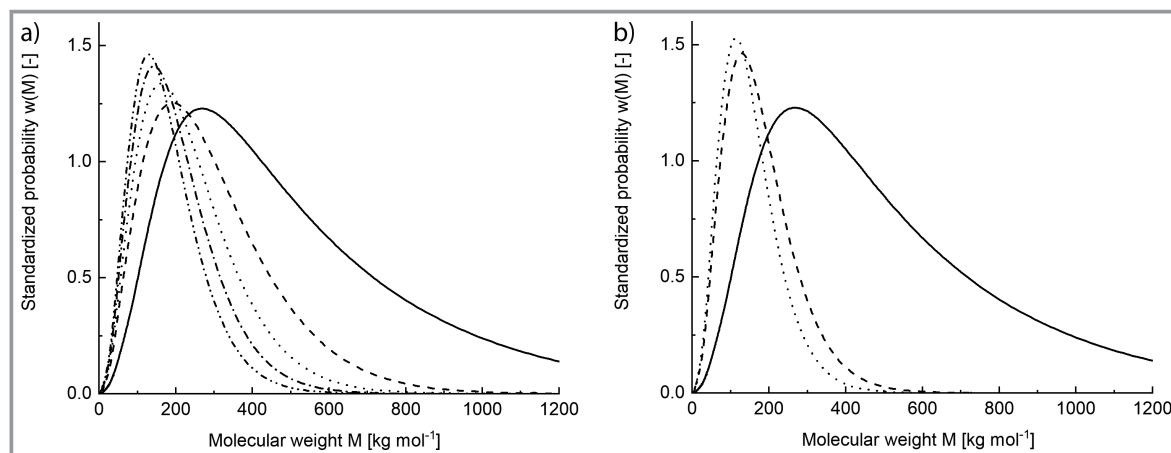 a)
Standardized probability w(M) [-]
1.5
1.0
0.5
0.0
0 200 400 600 800 1000 1200
Molecular weight M [kg mol⁻¹]
b)
Standardized probability w(M) [-]
1.5
1.0
0.5
0.0
0 200 400 600 800 1000 1200
Molecular weight M [kg mol⁻¹]